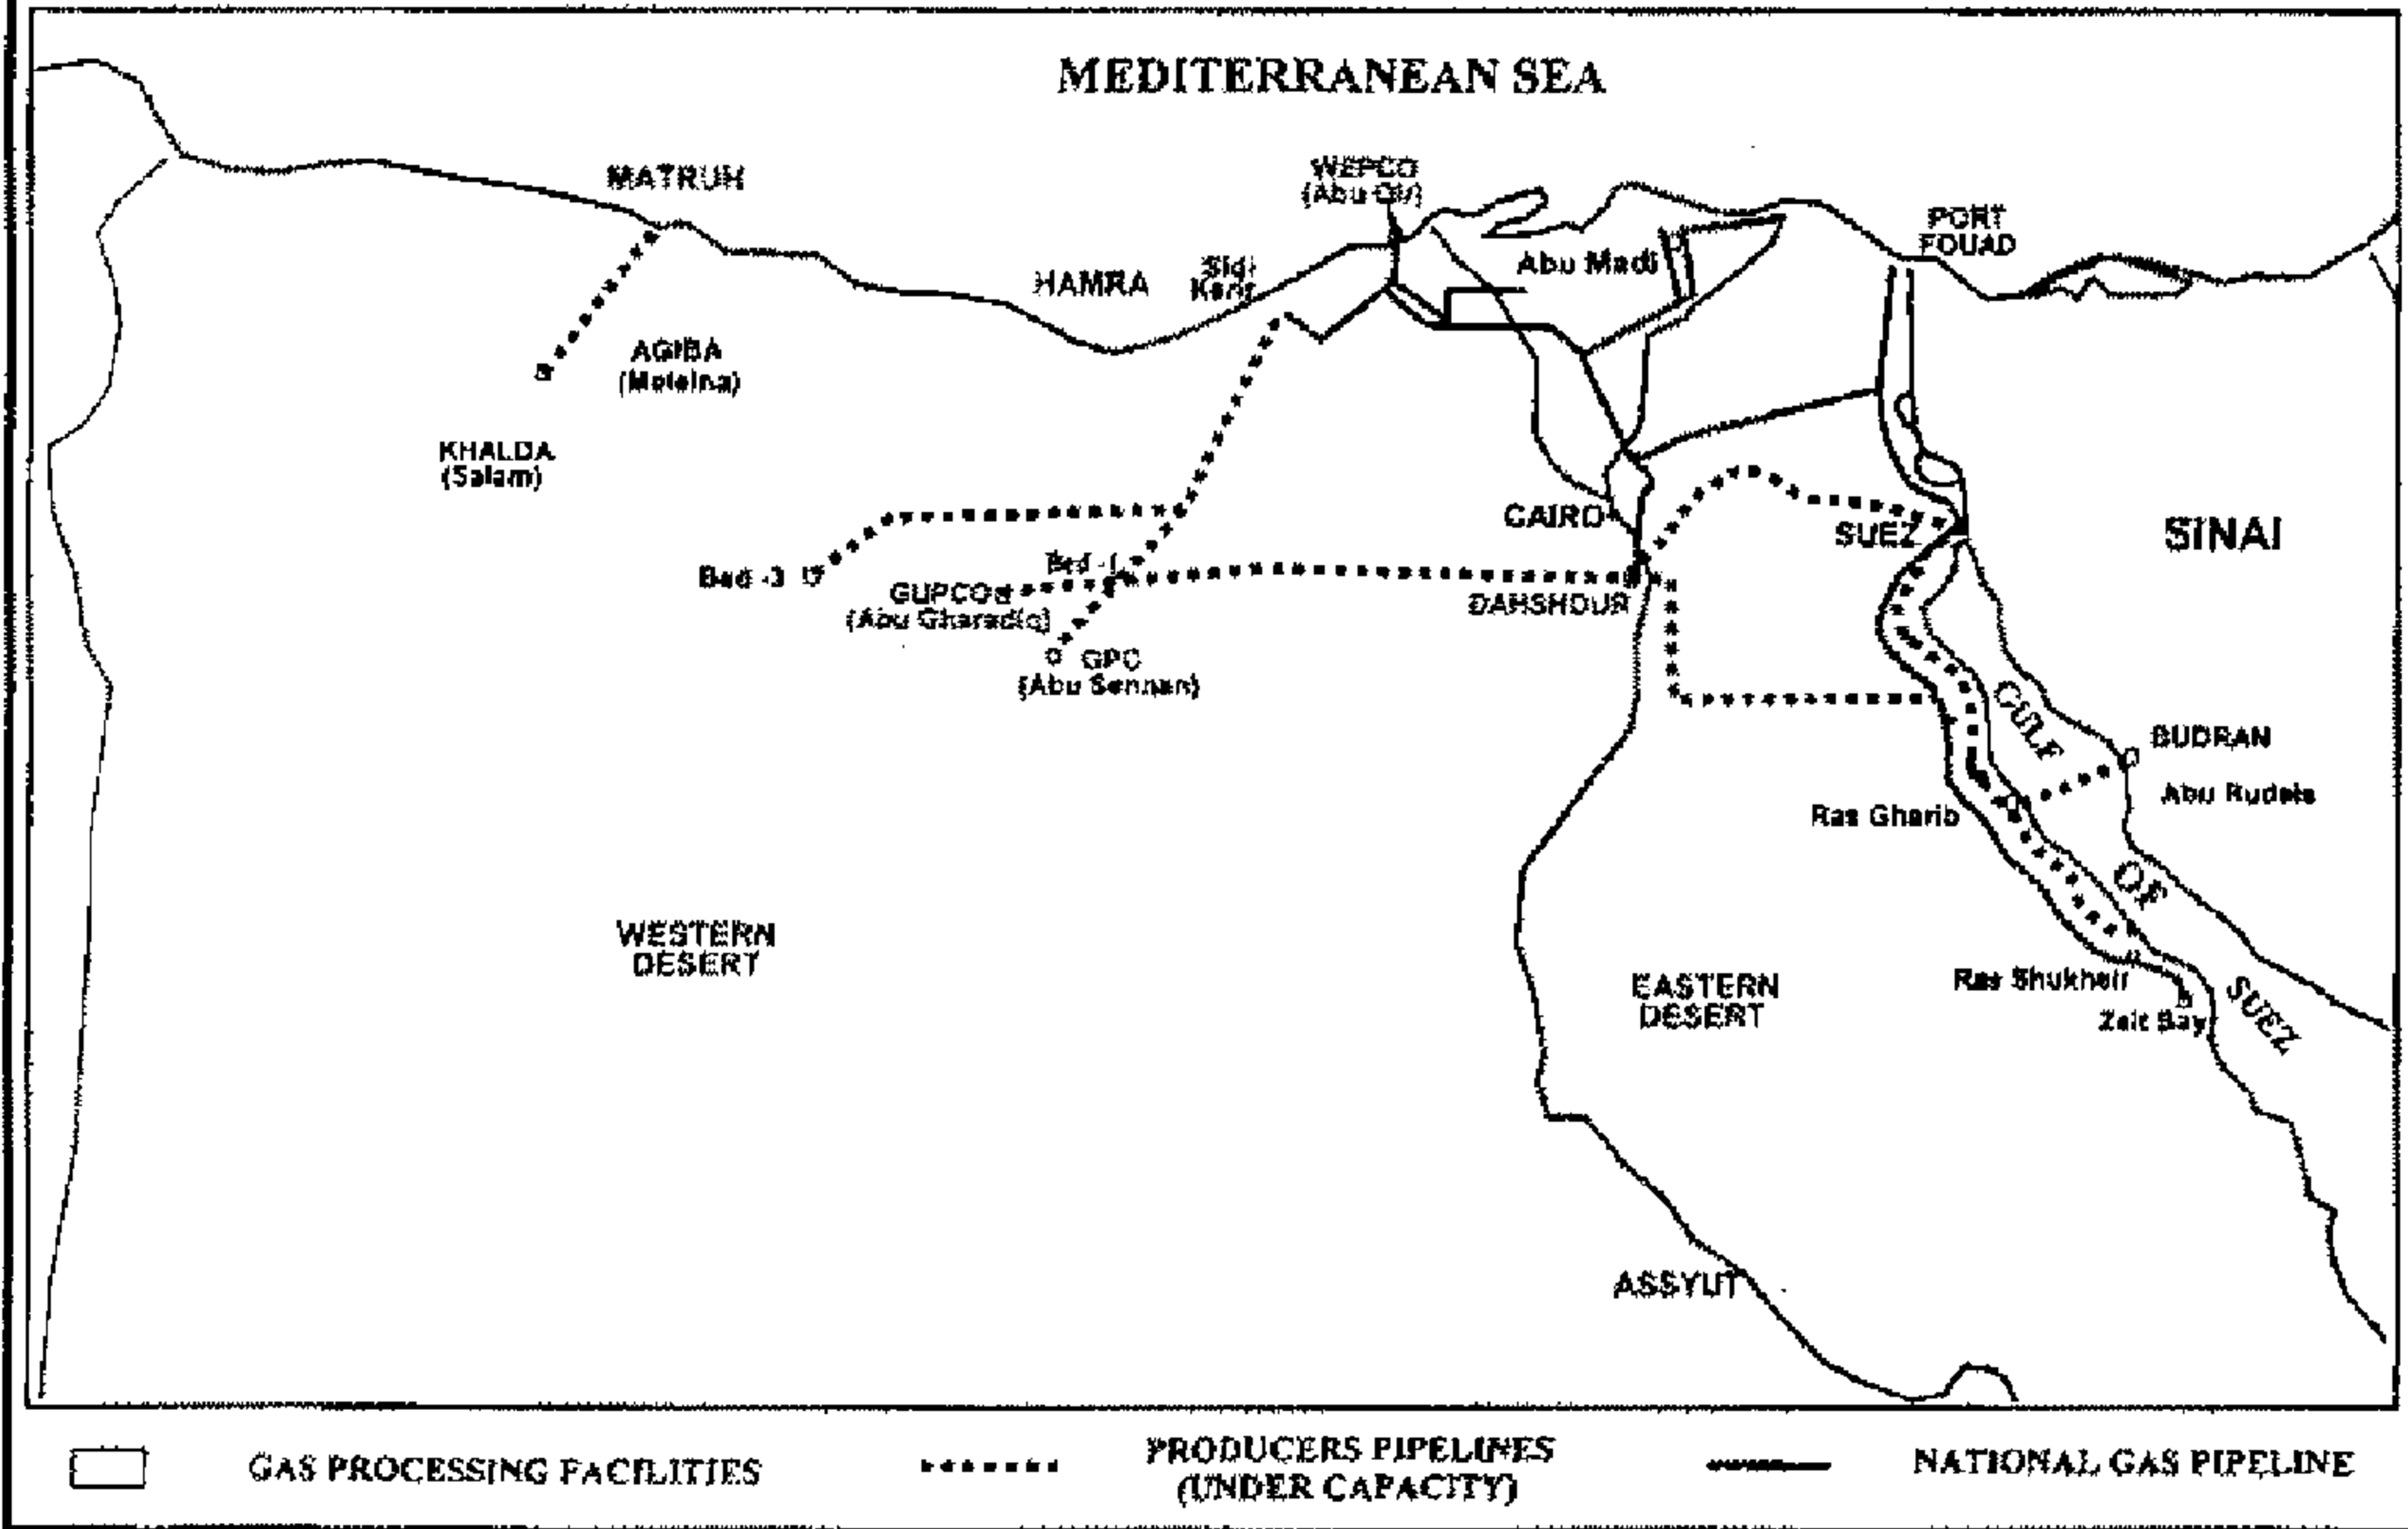 MEDITERRANEAN SEA
MATRUH
WEPCO
(Abu Qir)
PORT
FOUAD
HAMRA
Sidi
Kerir
Abu Madi
AGIBA
(Meleiha)
KHALDA
(Salam)
CAIRO
SUEZ
SINAI
Bed -3
Bed -1
GUPCO
(Abu Gharadiq)
DAHSHOUR
GPC
(Abu Sennan)
GULF
OF
SUEZ
BUDRAN
Abu Rudeis
Ras Gharib
WESTERN
DESERT
EASTERN
DESERT
Ras Shukheir
Zeit Bay
ASSYUT
GAS PROCESSING FACILITIES
PRODUCERS PIPELINES
(UNDER CAPACITY)
NATIONAL GAS PIPELINE